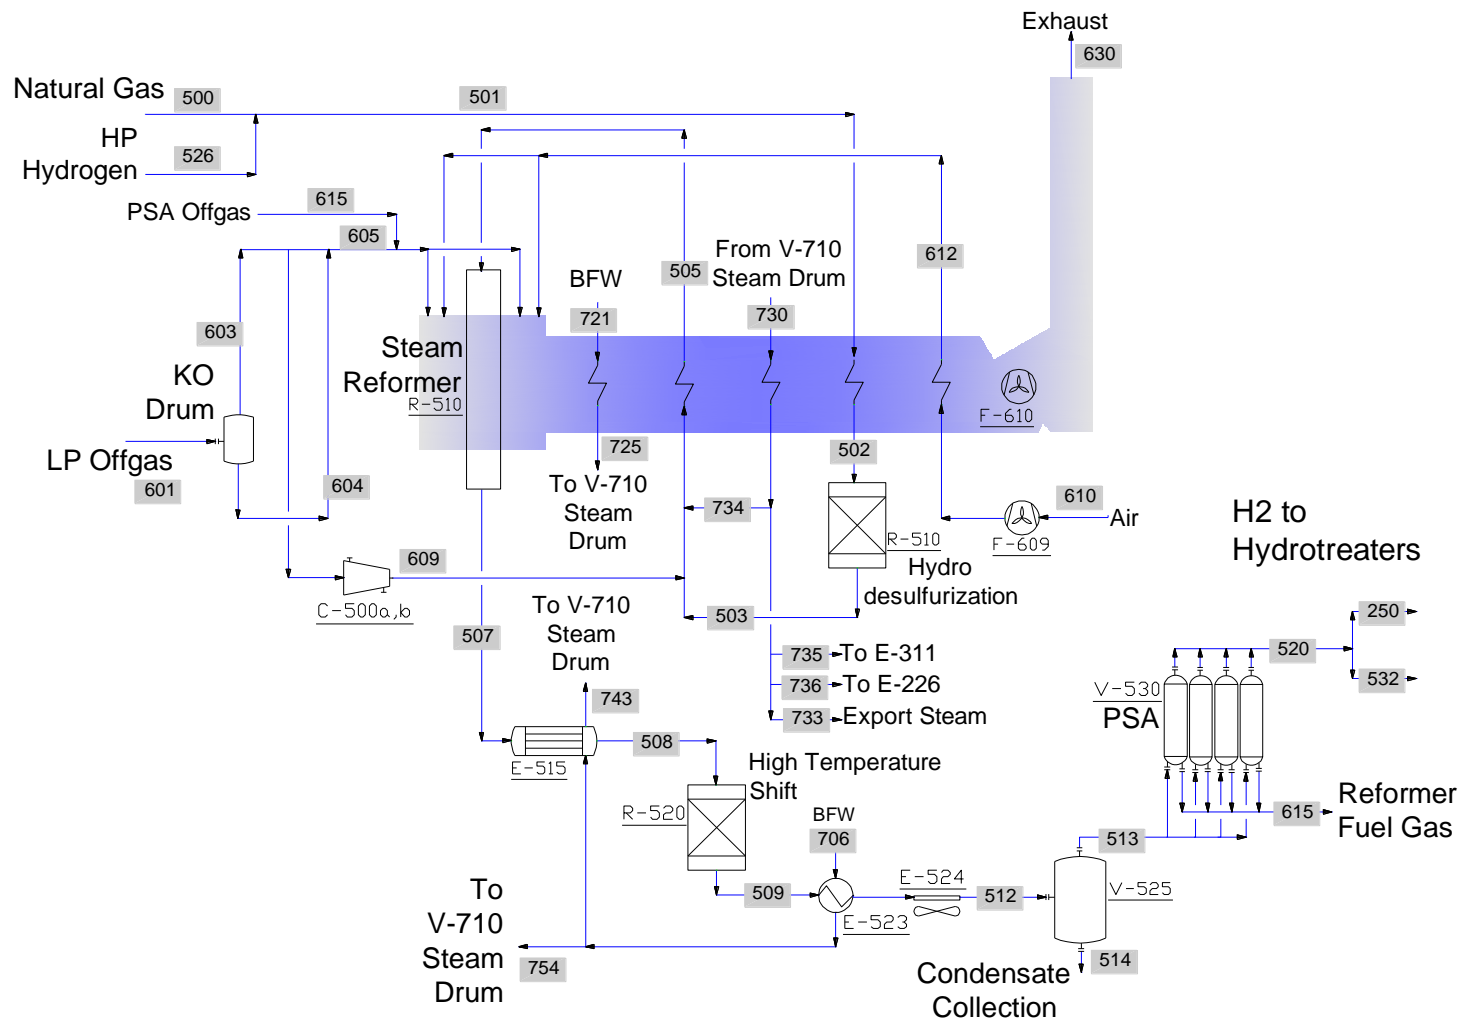 Exhaust
630
Natural Gas
500
501
HP
Hydrogen
526
PSA Offgas
615
605
612
From V-710
Steam Drum
505
BFW
721
730
603
Steam
Reformer
R-510
KO
Drum
F-610
LP Offgas
601
604
725
502
To V-710
Steam
Drum
734
610
Air
F-609
R-510
Hydro
desulfurization
H2 to
Hydrotreaters
609
C-500a,b
To V-710
Steam
Drum
503
507
735
To E-311
736
To E-226
733
Export Steam
250
520
532
V-530
PSA
743
508
E-515
High Temperature
Shift
R-520
BFW
706
Reformer
Fuel Gas
615
513
509
E-524
512
V-525
E-523
To
V-710
Steam
Drum
754
514
Condensate
Collection